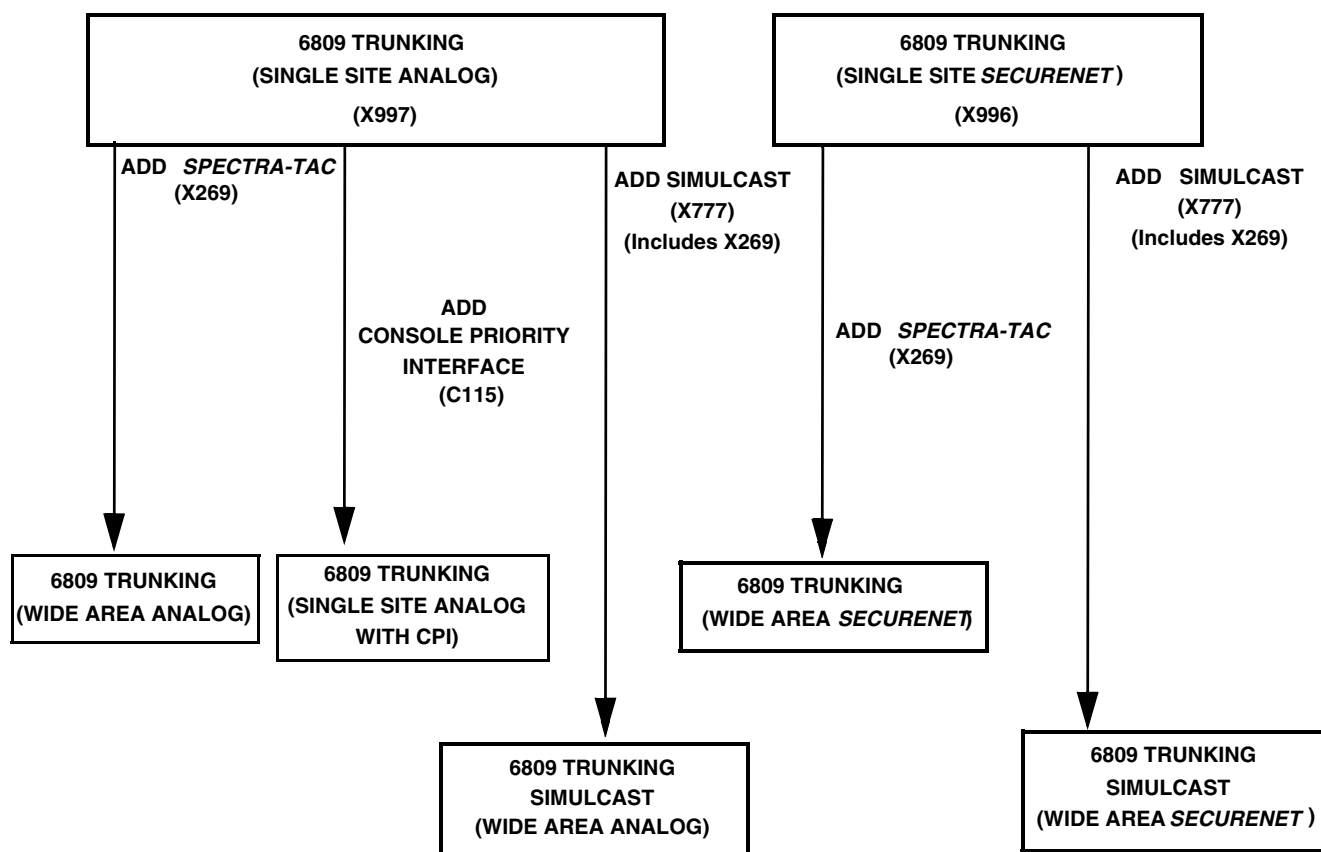 6809 TRUNKING
(SINGLE SITE ANALOG)
(X997)
6809 TRUNKING
(SINGLE SITE SECURENET)
(X996)
ADD SPECTRA-TAC
(X269)
ADD SIMULCAST
(X777)
(Includes X269)
ADD SIMULCAST
(X777)
(Includes X269)
ADD
CONSOLE PRIORITY
INTERFACE
(C115)
ADD SPECTRA-TAC
(X269)
6809 TRUNKING
(WIDE AREA ANALOG)
6809 TRUNKING
(SINGLE SITE ANALOG
WITH CPI)
6809 TRUNKING
(WIDE AREA SECURENET)
6809 TRUNKING
SIMULCAST
(WIDE AREA ANALOG)
6809 TRUNKING
SIMULCAST
(WIDE AREA SECURENET)